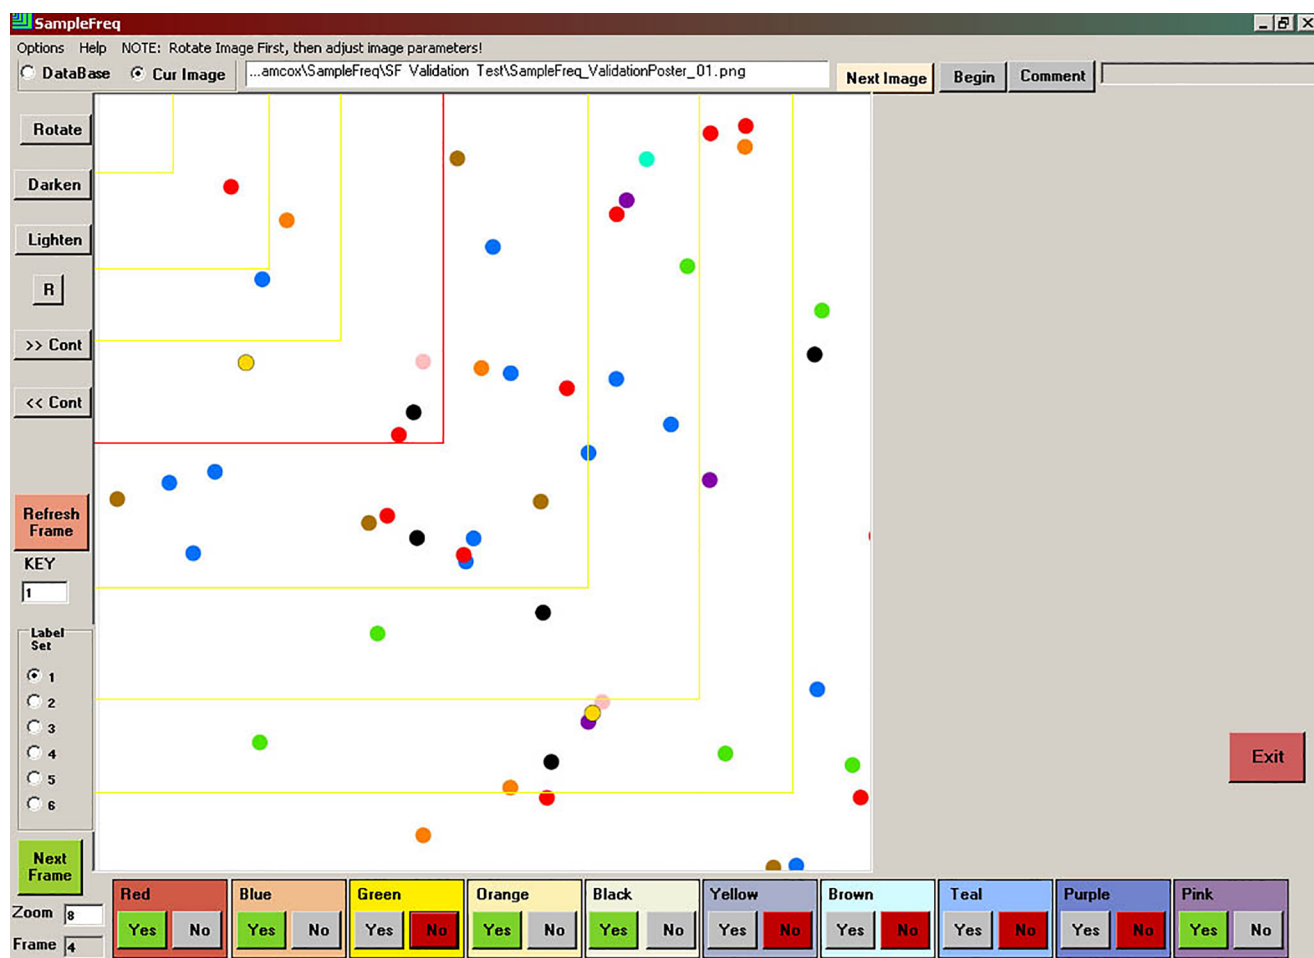 SampleFreq
Options Help NOTE: Rotate Image First, then adjust image parameters!
DataBase Cur Image ...amcox\SampleFreq\SF Validation Test\SampleFreq_ValidationPoster_01.png Next Image Begin Comment
Rotate
Darken
Lighten
R
>> Cont
<< Cont
Refresh
Frame
KEY
1
Label
Set
1
2
3
4
5
6
Exit
Next
Frame
Zoom 8
Frame 4
Red Blue Green Orange Black Yellow Brown Teal Purple Pink
Yes No Yes No Yes No Yes No Yes No Yes No Yes No Yes No Yes No Yes No